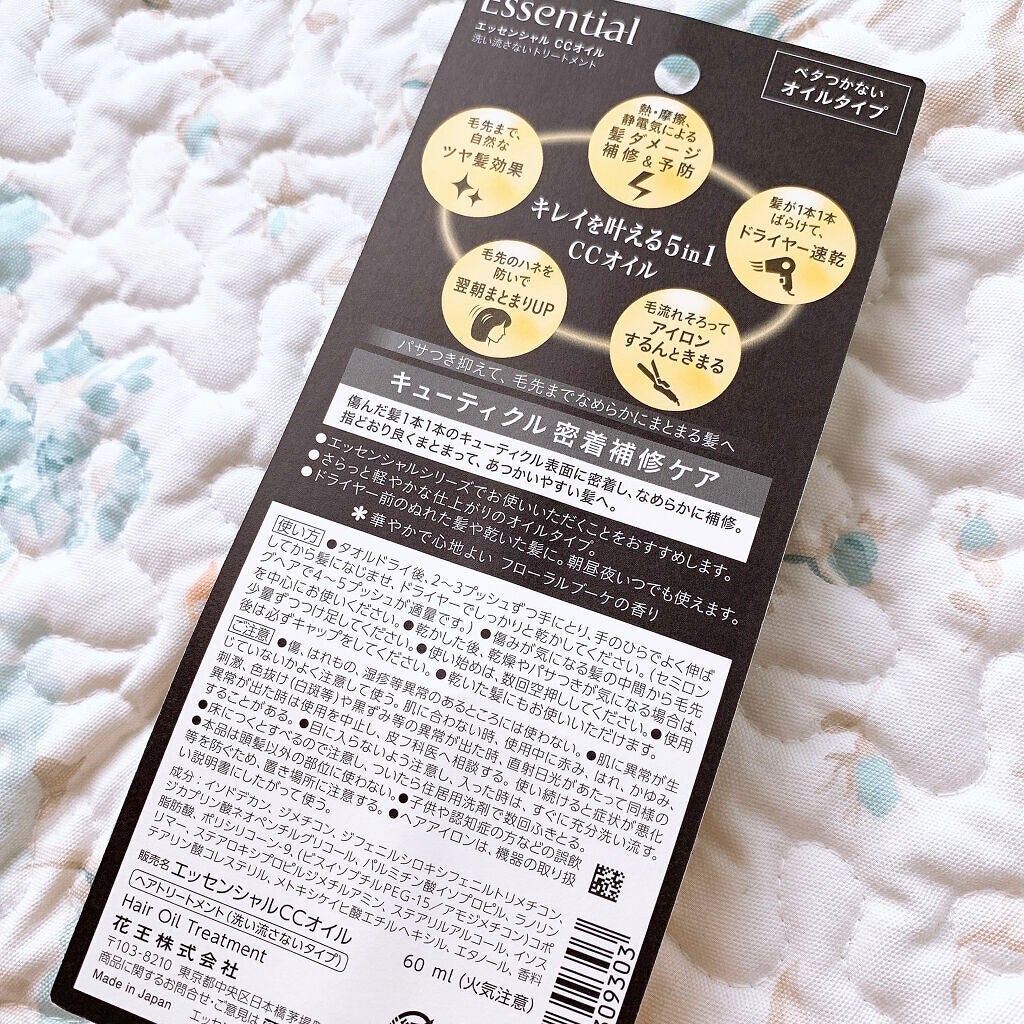 Essential
エッセンシャル CCオイル
洗い流さないトリートメント
ベタつかない
オイルタイプ
毛先まで、
自然な
ツヤ髪効果
熱・摩擦、
静電気による
髪ダメージ
補修&予防
髪が1本1本
ばらけて、
ドライヤー速乾
キレイを叶える5in1
CCオイル
毛先のハネを
防いで
翌朝まとまりUP
毛流れそろって
アイロン
するんときまる
パサつき抑えて、毛先までなめらかにまとまる髪へ
キューティクル 密着補修ケア
傷んだ髪1本1本のキューティクル表面に密着し、なめらかに補修。
指どおり良くまとまって、あつかいやすい髪へ。
●エッセンシャルシリーズでお使いいただくことをおすすめします。
●さらっと軽やかな仕上がりのオイルタイプ。
●ドライヤー前のぬれた髪や乾いた髪に。朝昼夜いつでも使えます。
＊華やかで心地よい フローラルブーケの香り
使い方 ●タオルドライ後、2～3プッシュずつ手にとり、手のひらでよく伸ば
してから髪になじませ、ドライヤーでしっかりと乾かしてください。(セミロン
グヘアで4～5プッシュが適量です。) ●傷みが気になる髪の中間から毛先
を中心にお使いください。●乾かした後、乾燥やパサつきが気になる場合は、
少量ずつつけ足してください。●使い始めは、数回空押ししてください。●使用
後は必ずキャップをしてください。●乾いた髪にもお使いいただけます。
ご注意 ●傷、はれもの、湿疹等異常のあるところには使わない。●肌に異常が生
じていないかよく注意して使う。肌に合わない時、使用中に赤み、はれ、かゆみ、
刺激、色抜け(白斑等)や黒ずみ等の異常が出た時、直射日光があたって同様の
異常が出た時は使用を中止し、皮フ科医へ相談する。使い続けると症状が悪化
することがある。●目に入らないよう注意し、入った時は、すぐに充分洗い流す。
●床につくとすべるので注意し、ついたら住居用洗剤で数回ふきとる。
●本品は頭髪以外の部位に使わない。●子供や認知症の方などの誤飲
等を防ぐため、置き場所に注意する。●ヘアアイロンは、機器の取り扱
い説明書にしたがって使う。
成分：イソドデカン、ジメチコン、ジフェニルシロキシフェニルトリメチコン、
ジカプリン酸ネオペンチルグリコール、パルミチン酸イソプロピル、ラノリン
脂肪酸、ポリシリコーン-9、(ビスイソブチルPEG-15／アモジメチコン)コポ
リマー、ステアロキシプロピルジメチルアミン、ステアリルアルコール、イソス
テアリン酸コレステリル、メトキシケイヒ酸エチルヘキシル、エタノール、香料
販売名 エッセンシャルCCオイル
ヘアトリートメント(洗い流さないタイプ)
Hair Oil Treatment
60 ml (火気注意)
花王株式会社
〒103-8210 東京都中央区日本橋茅場
商品に関するお問合せ・ご意見は
Made in Japan
エッセンシ
309303